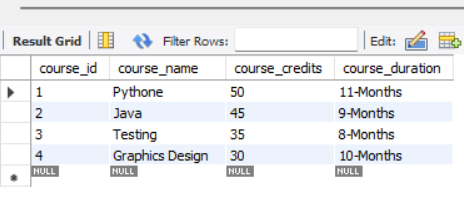 Result Grid Filter Rows: Edit:
course_id course_name course_credits course_duration
1 Pythone 50 11-Months
2 Java 45 9-Months
3 Testing 35 8-Months
4 Graphics Design 30 10-Months
NULL NULL NULL NULL